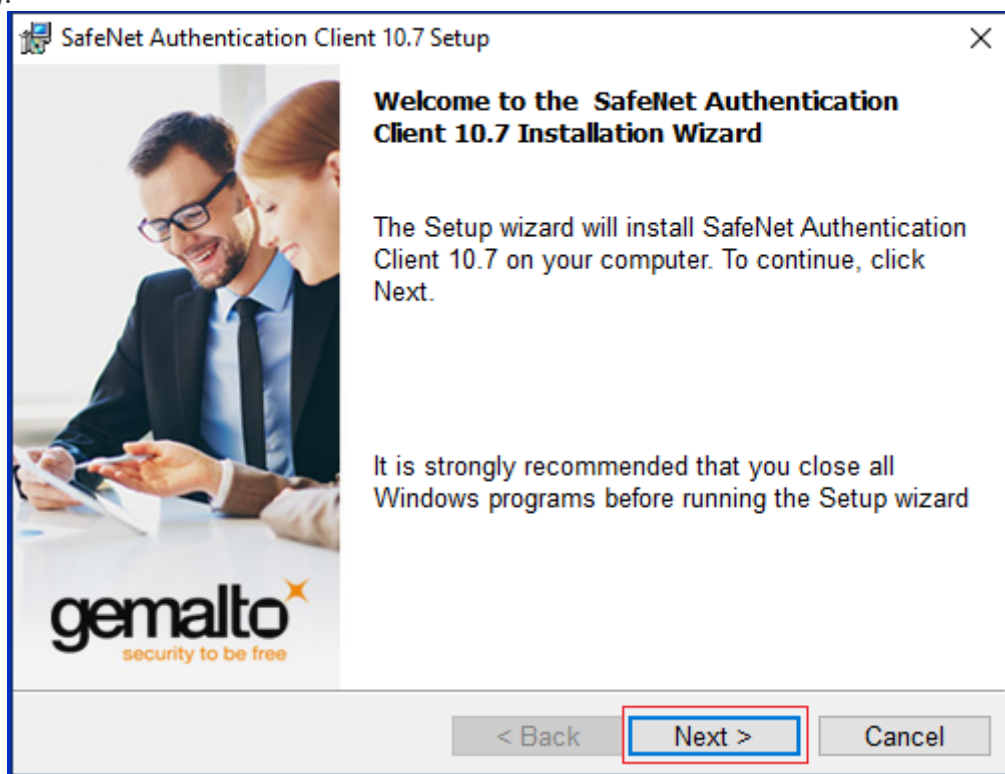 SafeNet Authentication Client 10.7 Setup
Welcome to the SafeNet Authentication
Client 10.7 Installation Wizard
The Setup wizard will install SafeNet Authentication
Client 10.7 on your computer. To continue, click
Next.
It is strongly recommended that you close all
Windows programs before running the Setup wizard
gemalto
security to be free
< Back
Next >
Cancel